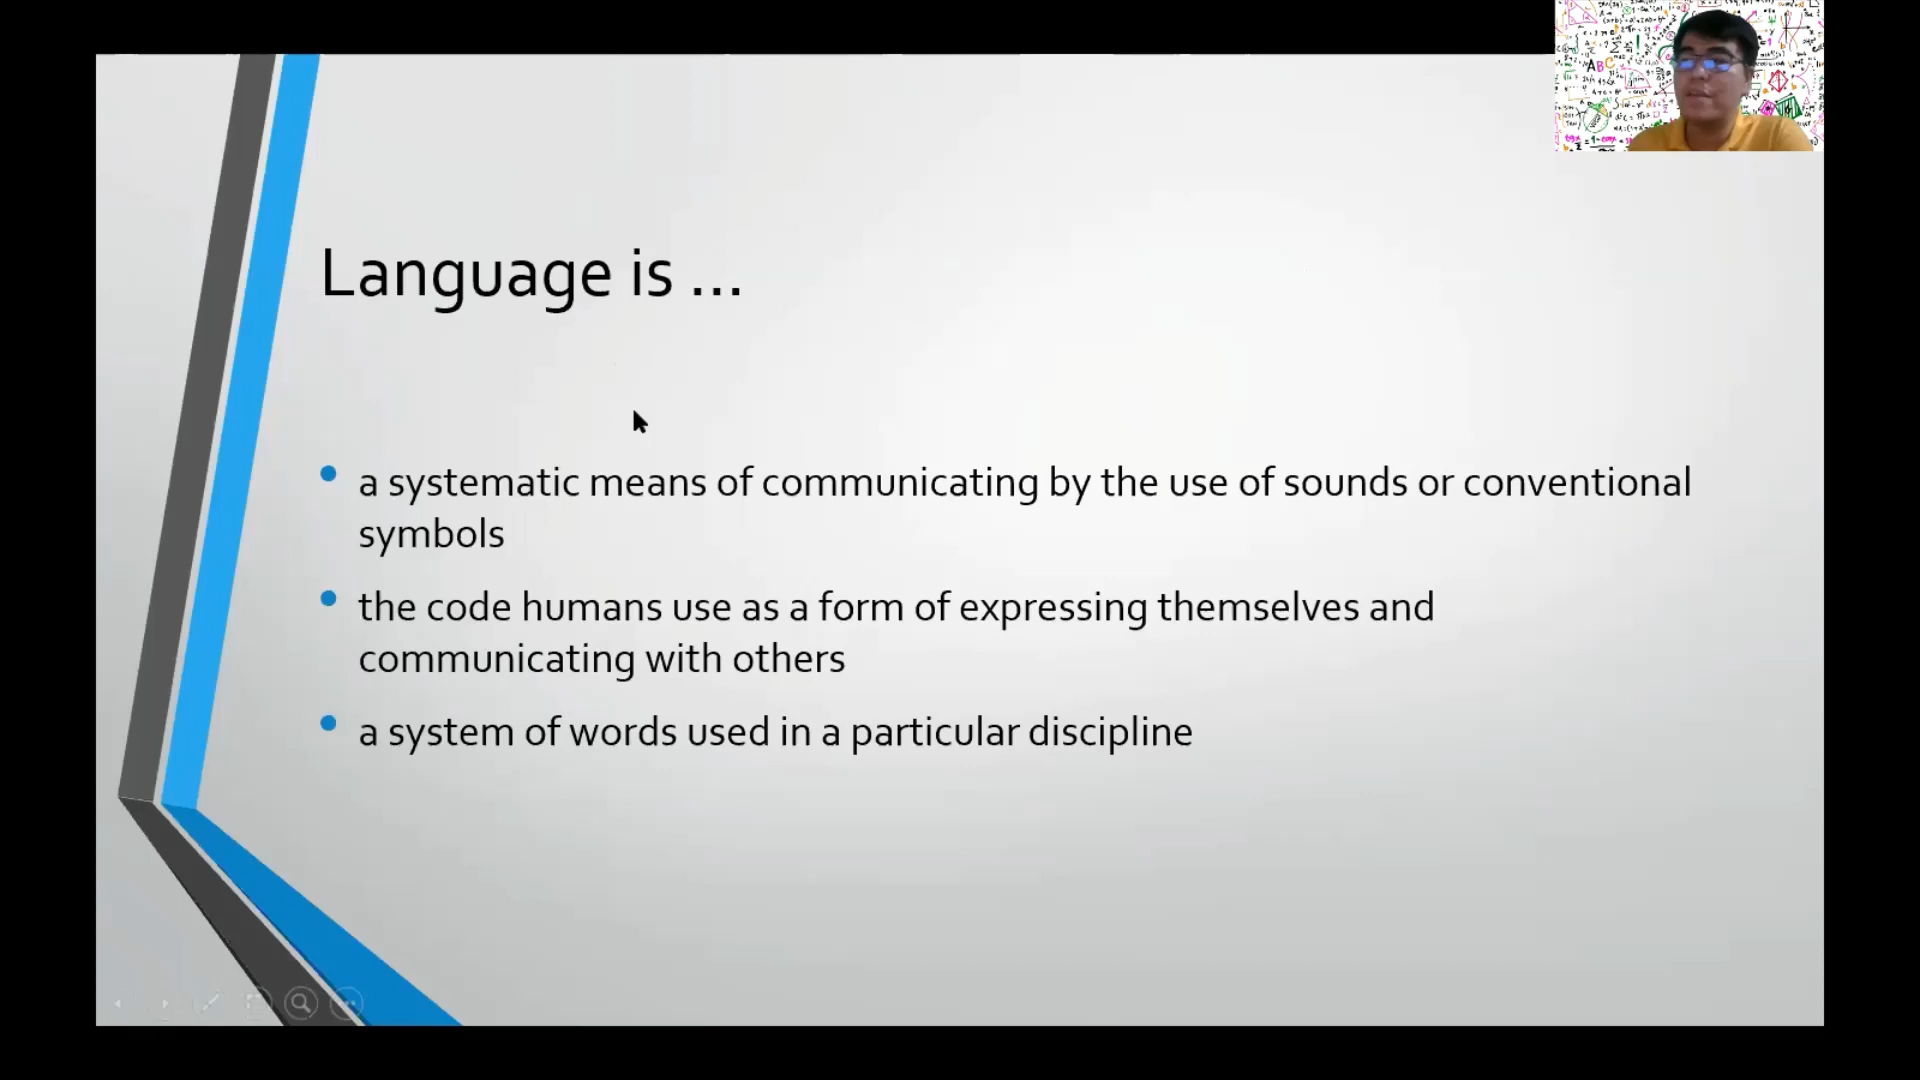 Language is ...
a systematic means of communicating by the use of sounds or conventional
symbols
the code humans use as a form of expressing themselves and
communicating with others
a system of words used in a particular discipline
ABC